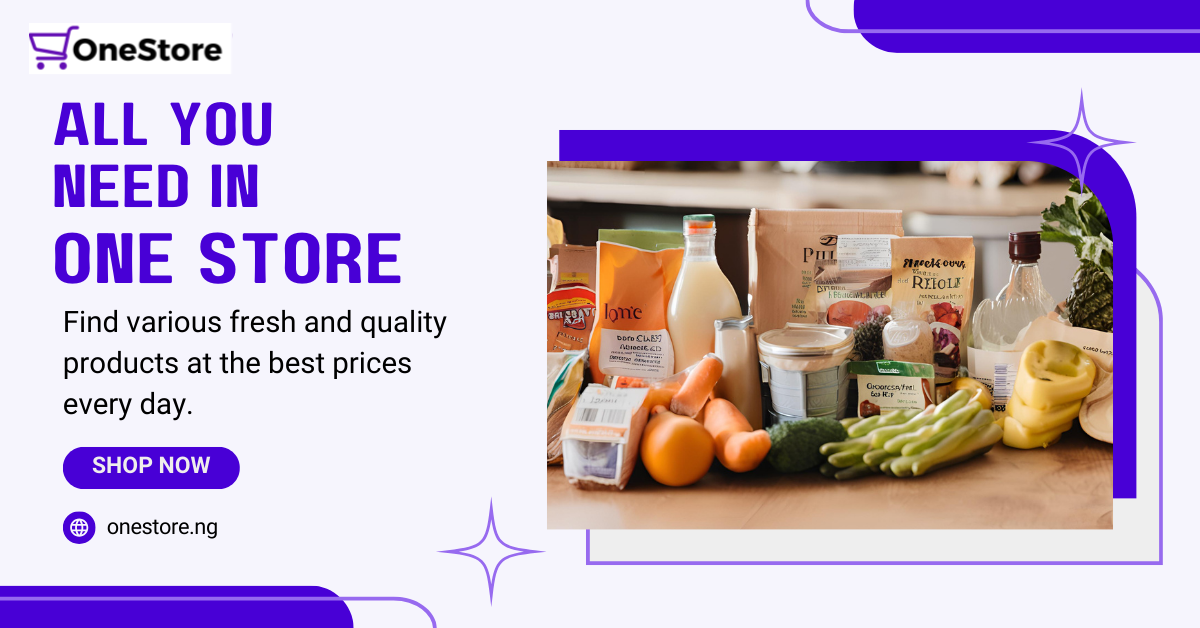 OneStore
ALL YOU
NEED IN
ONE STORE
Find various fresh and quality
products at the best prices
every day.
SHOP NOW
onestore.ng